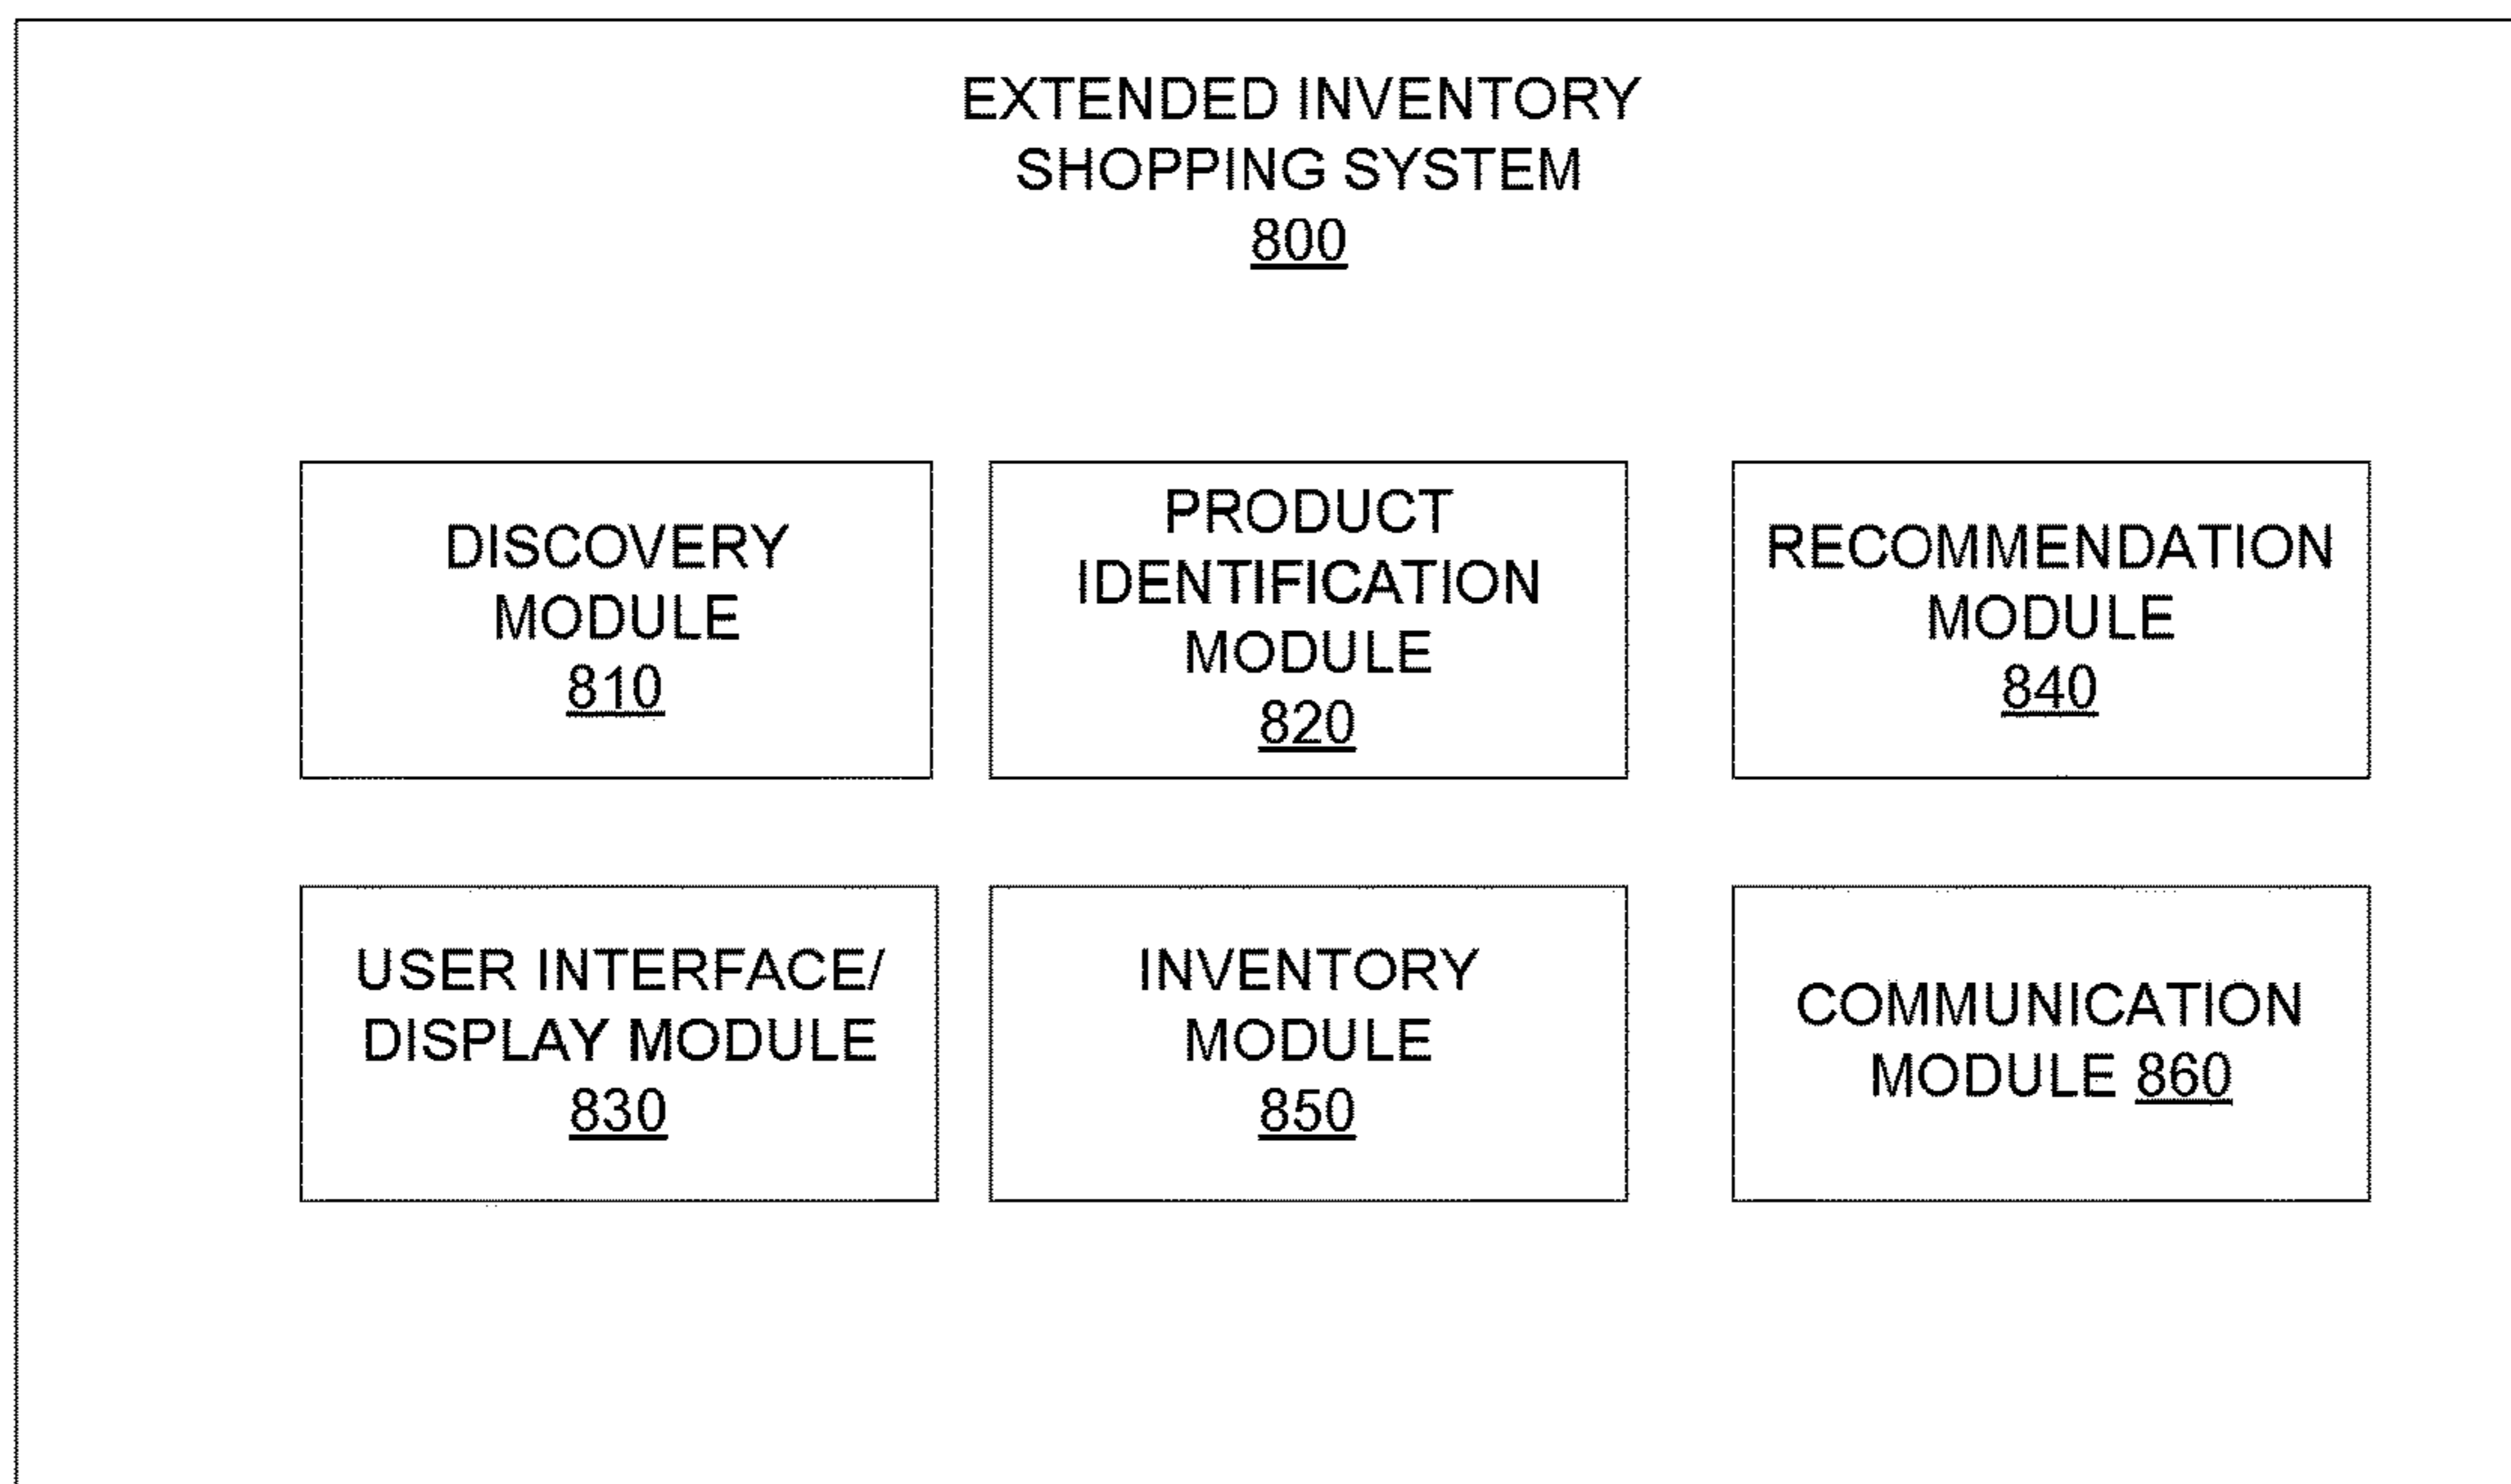 EXTENDED INVENTORY
SHOPPING SYSTEM
800
DISCOVERY
MODULE
810
PRODUCT
IDENTIFICATION
MODULE
820
RECOMMENDATION
MODULE
840
USER INTERFACE/
DISPLAY MODULE
830
INVENTORY
MODULE
850
COMMUNICATION
MODULE 860